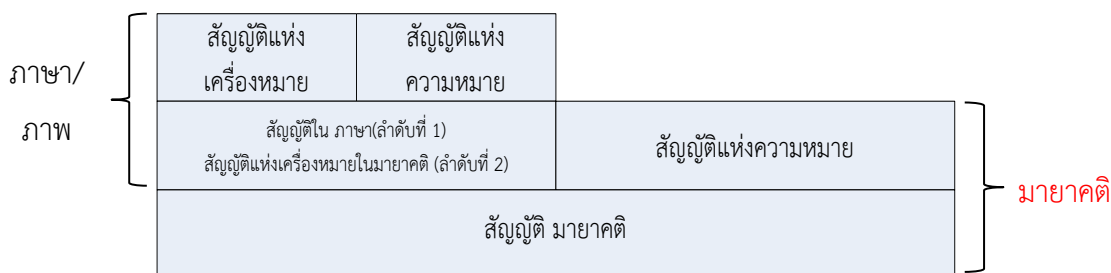 ภาษา/
ภาพ
สัญญัติแห่ง
เครื่องหมาย
สัญญัติแห่ง
ความหมาย
สัญญัติใน ภาษา(ลำดับที่ 1)
สัญญัติแห่งเครื่องหมายในมายาคติ (ลำดับที่ 2)
สัญญัติแห่งความหมาย
มายาคติ
สัญญัติ มายาคติ